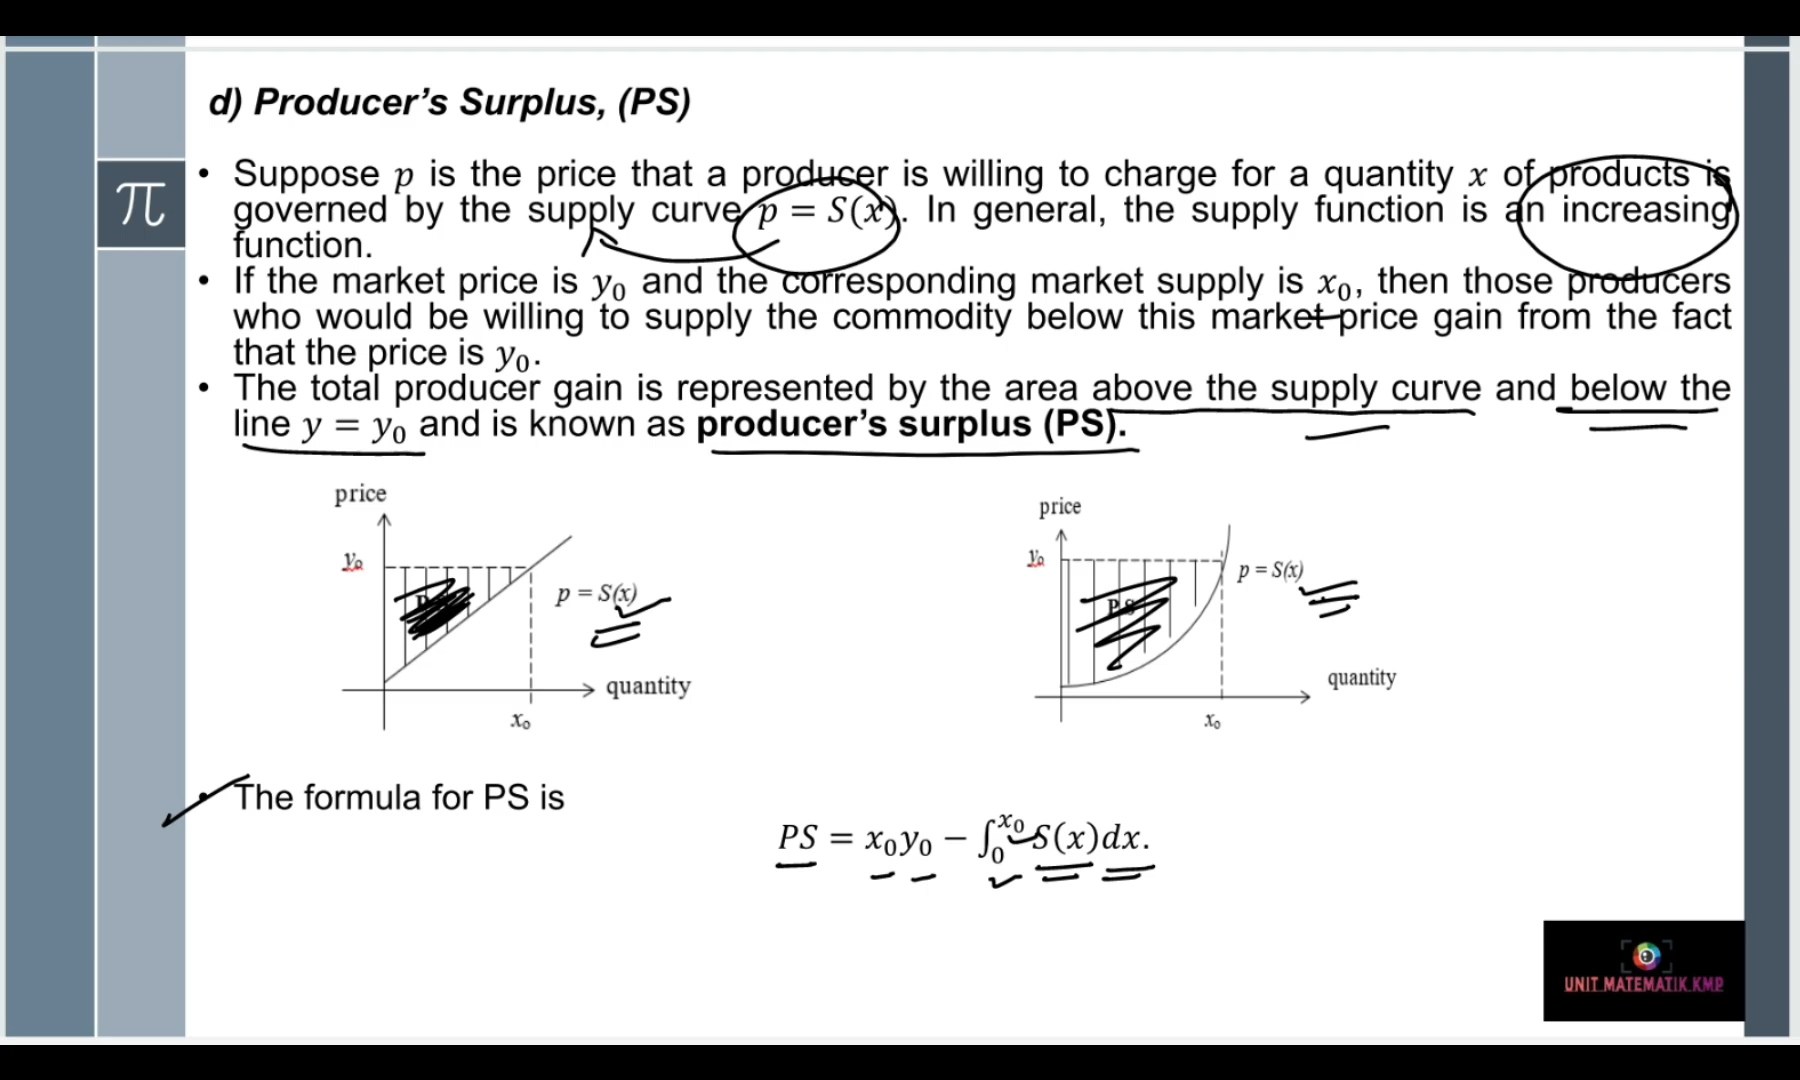 d) Producer's Surplus, (PS)
π
• Suppose p is the price that a producer is willing to charge for a quantity x of products is
governed by the supply curve p = S(x). In general, the supply function is an increasing
function.
• If the market price is y₀ and the corresponding market supply is x₀, then those producers
who would be willing to supply the commodity below this market price gain from the fact
that the price is y₀.
• The total producer gain is represented by the area above the supply curve and below the
line y = y₀ and is known as producer's surplus (PS).
price
y₀
p = S(x)
quantity
x₀
price
y₀
p = S(x)
PS
quantity
x₀
• The formula for PS is
PS = x₀y₀ − ∫₀^x₀ S(x)dx.
UNIT MATEMATIK KMP